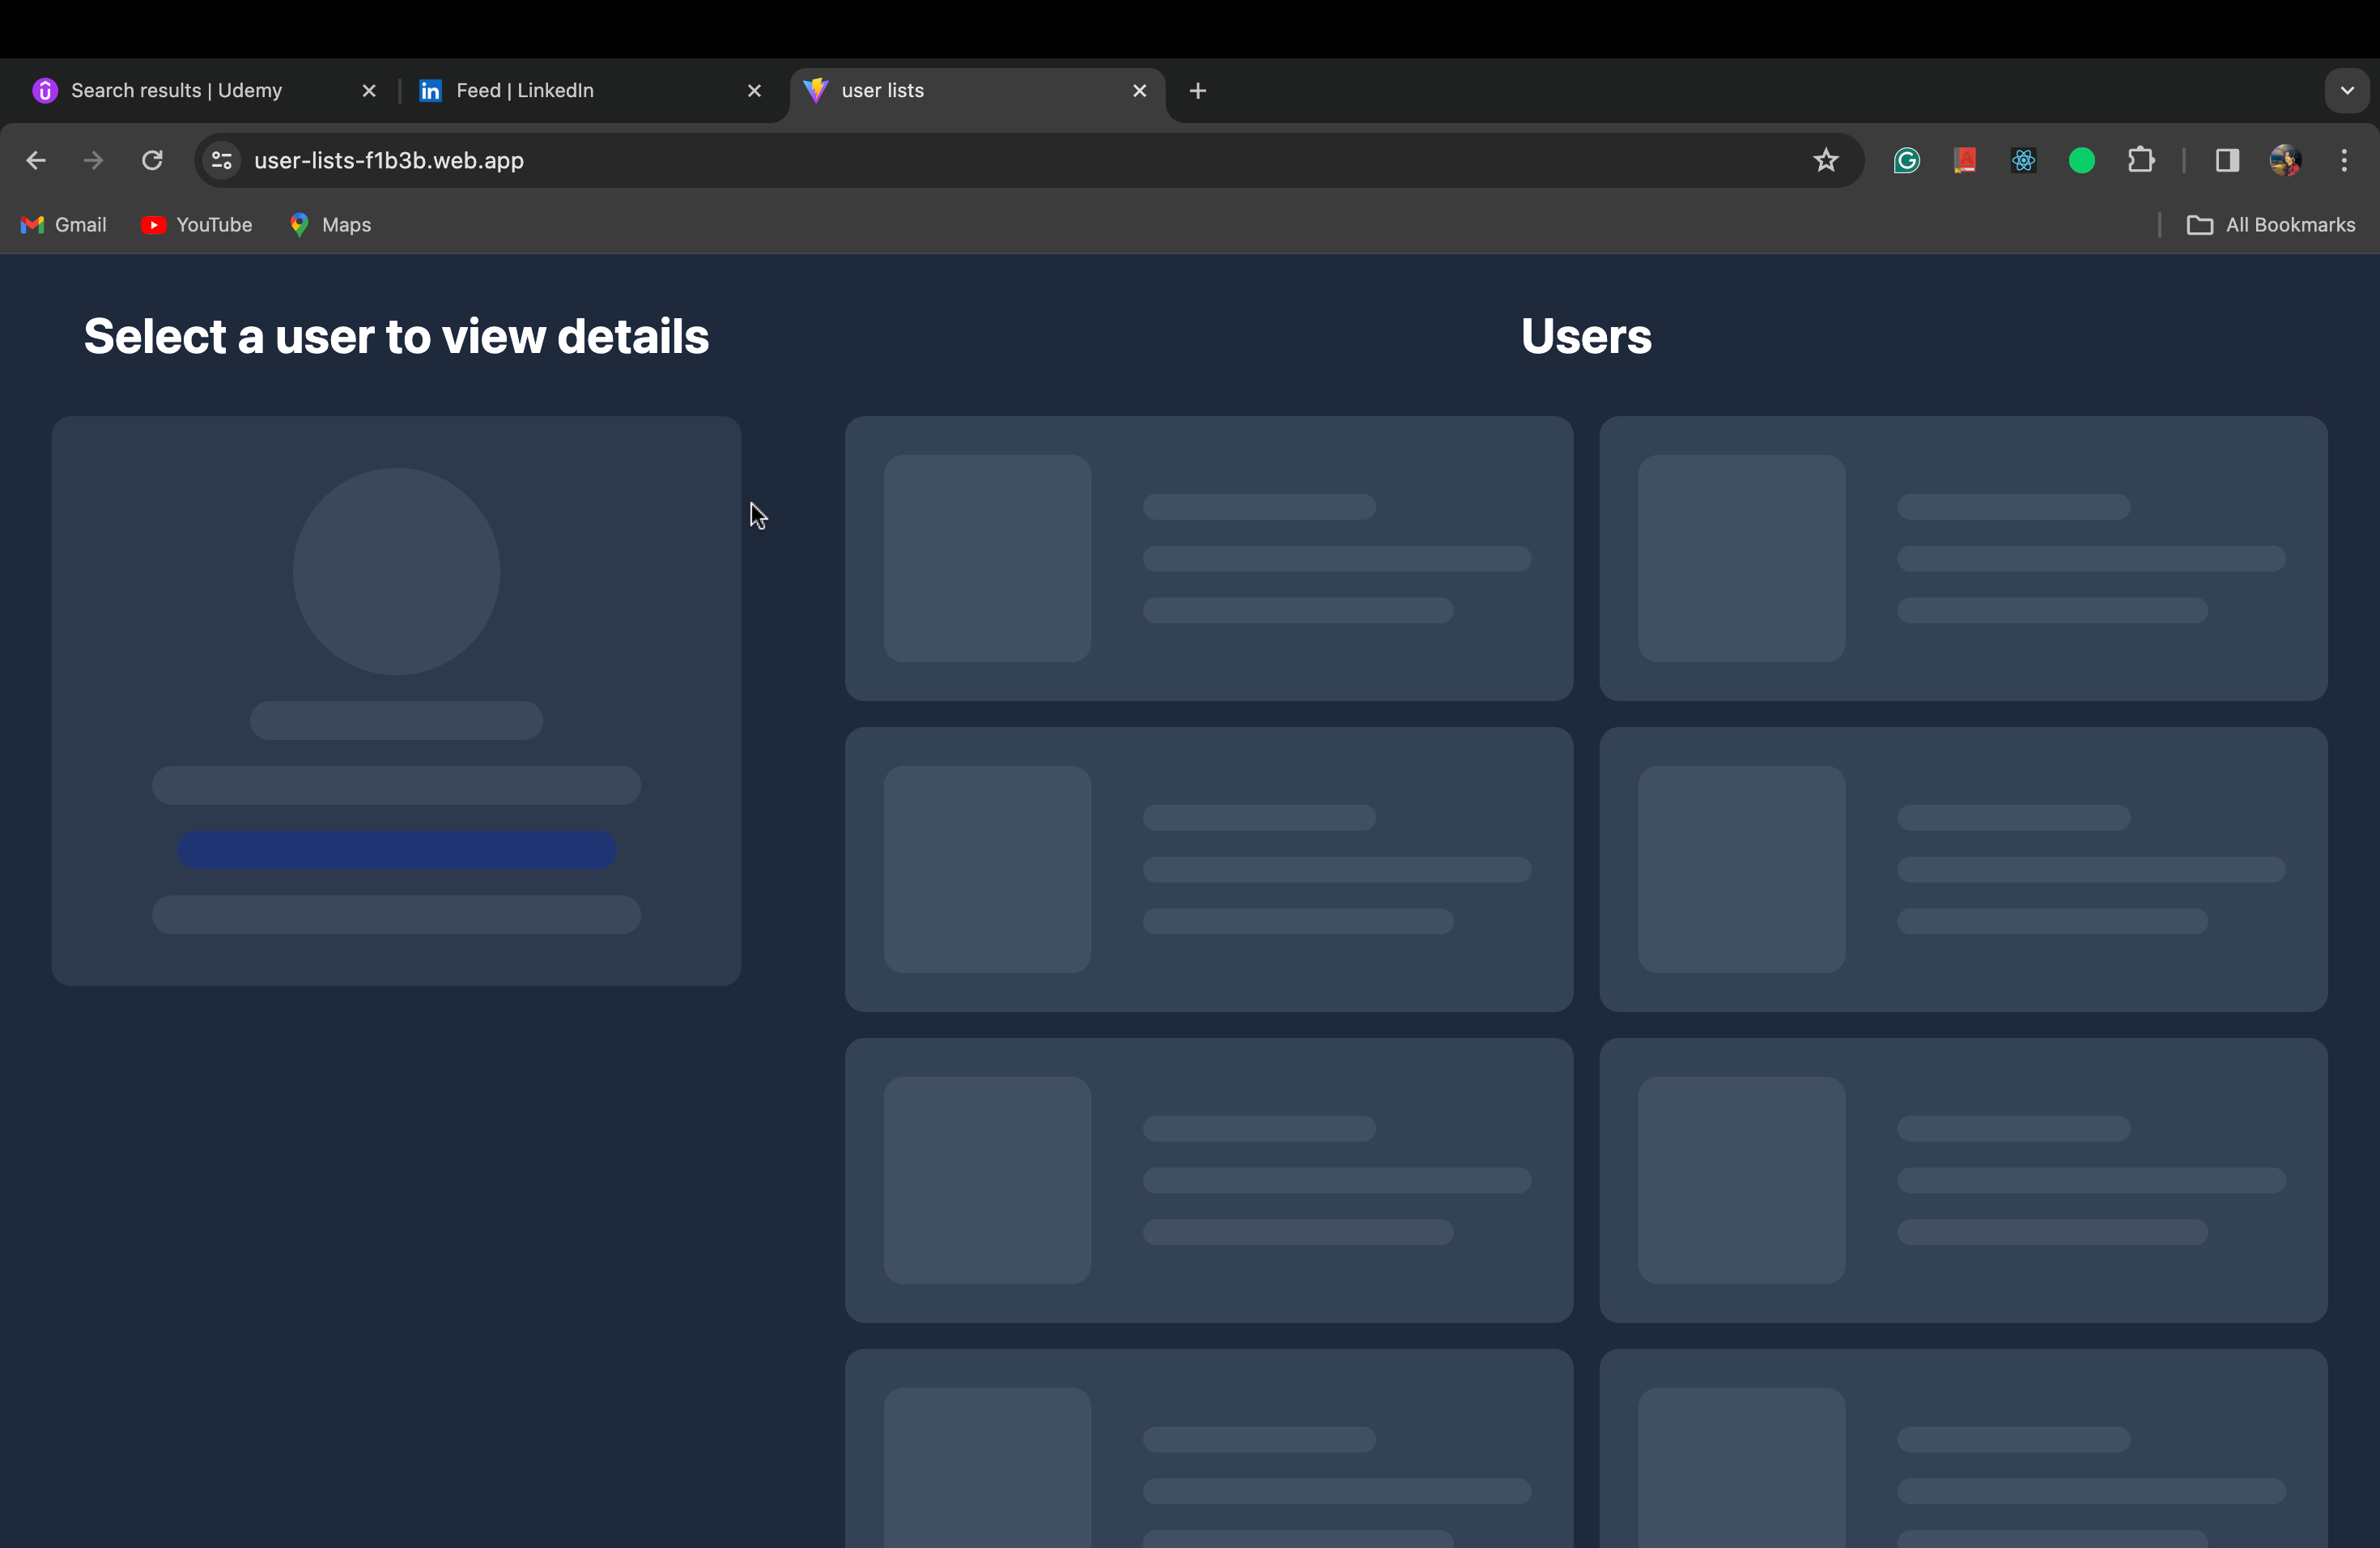 Search results | Udemy
Feed | LinkedIn
user lists
user-lists-f1b3b.web.app
Gmail
YouTube
Maps
All Bookmarks
Select a user to view details
Users